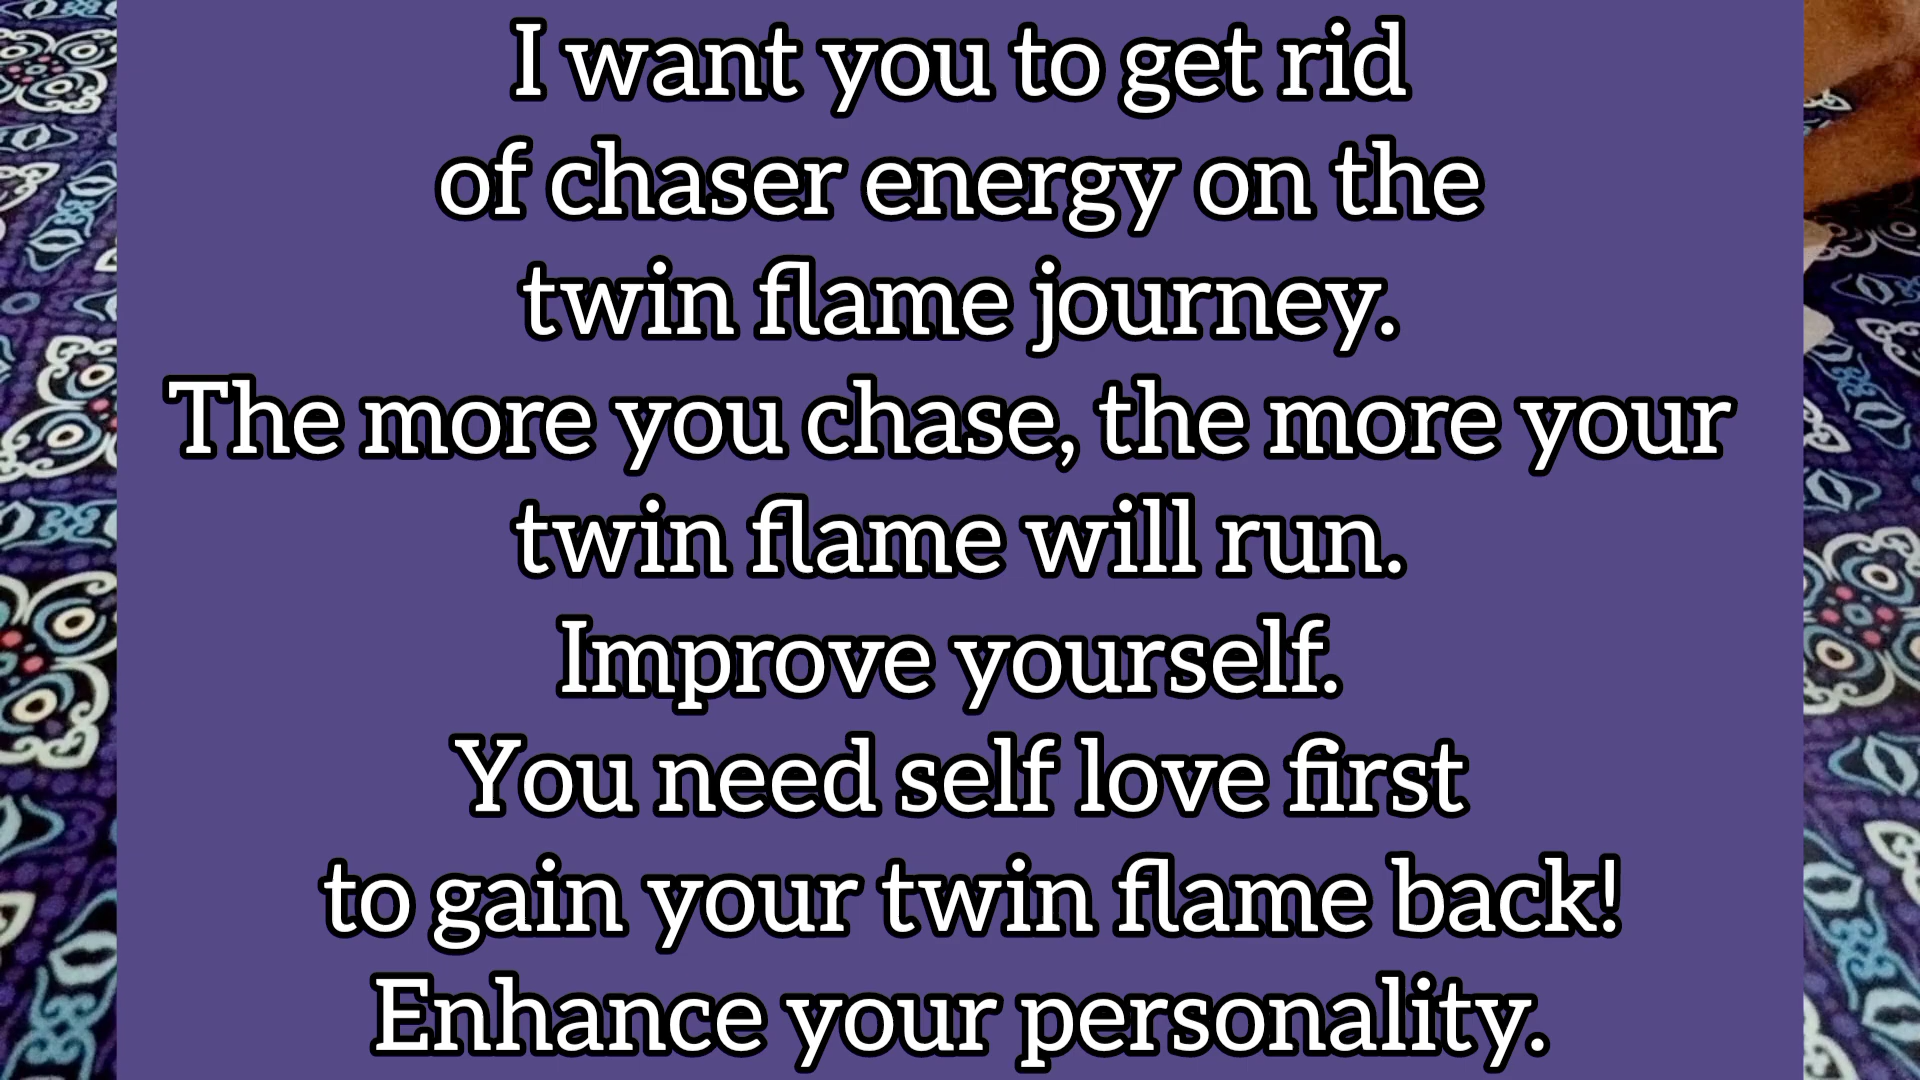 I want you to get rid
of chaser energy on the
twin flame journey.
The more you chase, the more your
twin flame will run.
Improve yourself.
You need self love first
to gain your twin flame back!
Enhance your personality.